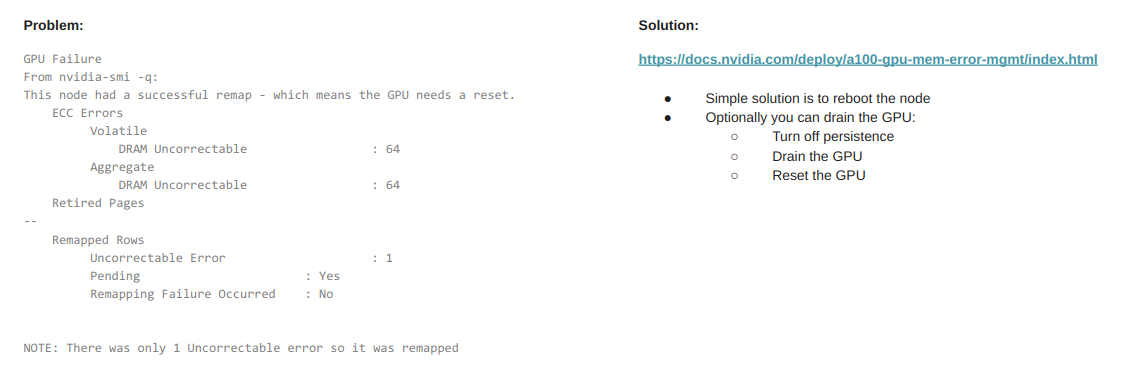 Problem:
GPU Failure
From nvidia-smi -q:
This node had a successful remap - which means the GPU needs a reset.
ECC Errors
Volatile
DRAM Uncorrectable : 64
Aggregate
DRAM Uncorrectable : 64
Retired Pages
--
Remapped Rows
Uncorrectable Error : 1
Pending : Yes
Remapping Failure Occurred : No
NOTE: There was only 1 Uncorrectable error so it was remapped
Solution:
https://docs.nvidia.com/deploy/a100-gpu-mem-error-mgmt/index.html
● Simple solution is to reboot the node
● Optionally you can drain the GPU:
○ Turn off persistence
○ Drain the GPU
○ Reset the GPU